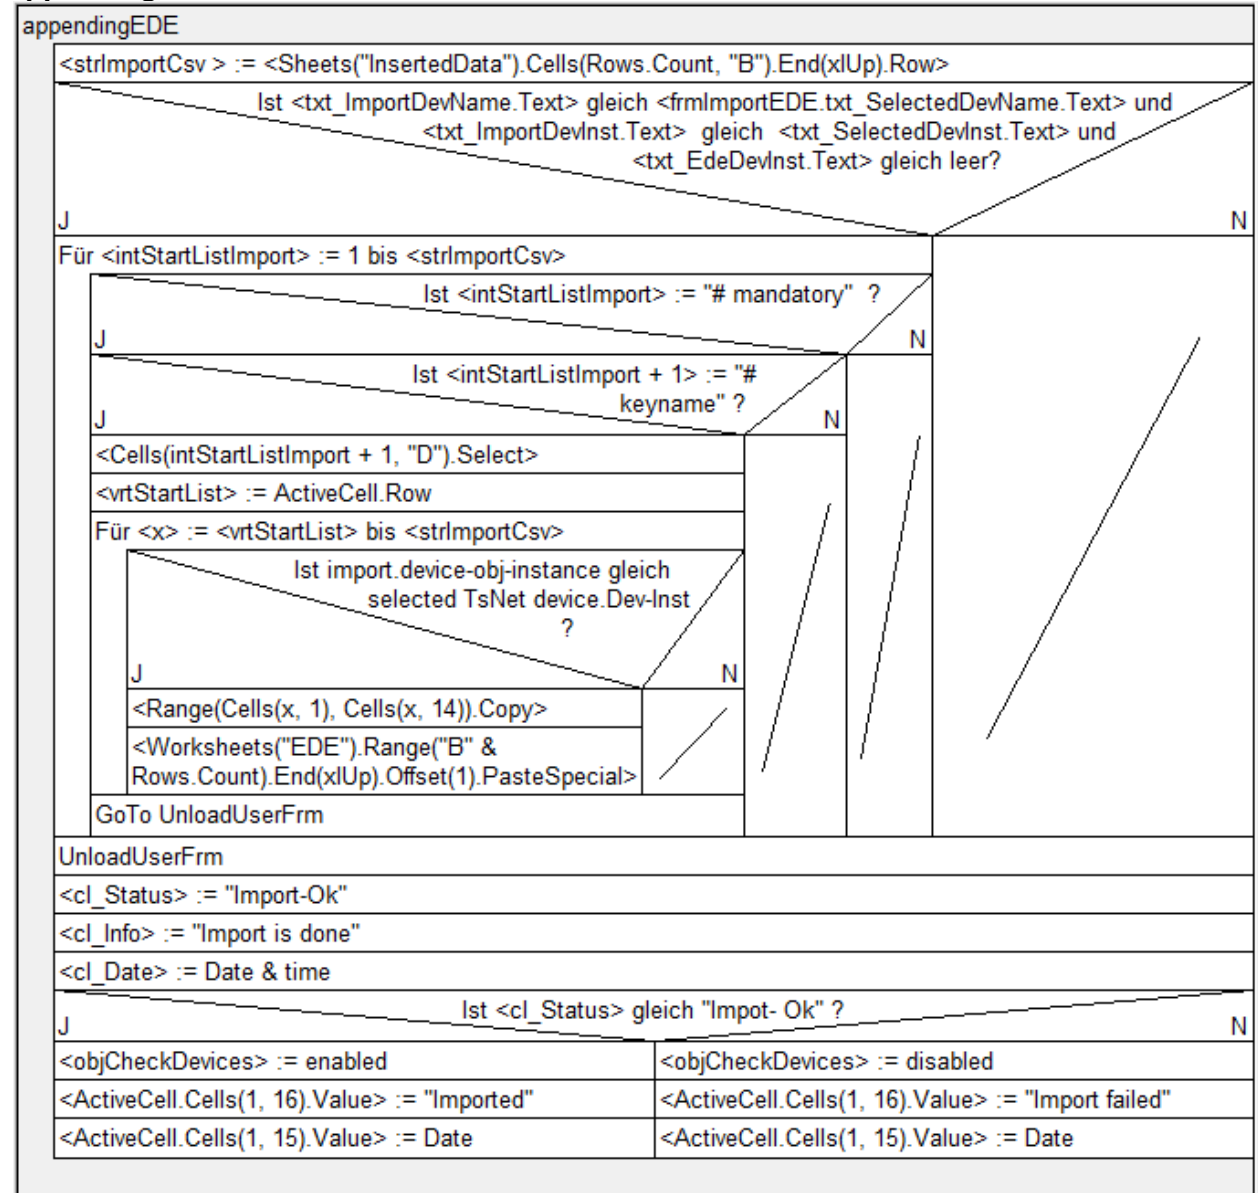 appendingEDE
<strImportCsv > := <Sheets("InsertedData").Cells(Rows.Count, "B").End(xlUp).Row>
Ist <txt_ImportDevName.Text> gleich <frmImportEDE.txt_SelectedDevName.Text> und
<txt_ImportDevInst.Text> gleich <txt_SelectedDevInst.Text> und
<txt_EdeDevInst.Text> gleich leer?
J
N
Für <intStartListImport> := 1 bis <strImportCsv>
Ist <intStartListImport> := "# mandatory" ?
J
N
Ist <intStartListImport + 1> := "#
keyname" ?
J
N
<Cells(intStartListImport + 1, "D").Select>
<vrtStartList> := ActiveCell.Row
Für <x> := <vrtStartList> bis <strImportCsv>
Ist import.device-obj-instance gleich
selected TsNet device.Dev-Inst
?
J
N
<Range(Cells(x, 1), Cells(x, 14)).Copy>
<Worksheets("EDE").Range("B" &
Rows.Count).End(xlUp).Offset(1).PasteSpecial>
GoTo UnloadUserFrm
UnloadUserFrm
<cl_Status> := "Import-Ok"
<cl_Info> := "Import is done"
<cl_Date> := Date & time
Ist <cl_Status> gleich "Impot- Ok" ?
J
N
<objCheckDevices> := enabled
<objCheckDevices> := disabled
<ActiveCell.Cells(1, 16).Value> := "Imported"
<ActiveCell.Cells(1, 16).Value> := "Import failed"
<ActiveCell.Cells(1, 15).Value> := Date
<ActiveCell.Cells(1, 15).Value> := Date